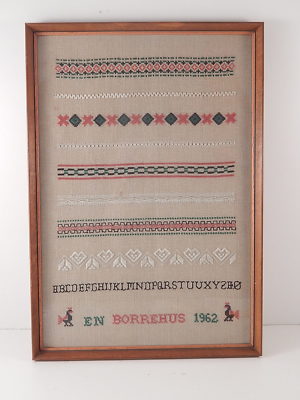 ABCDEFGHIJKLMNOPQRSTUVXYZÆØ
EN BORREHUS 1962